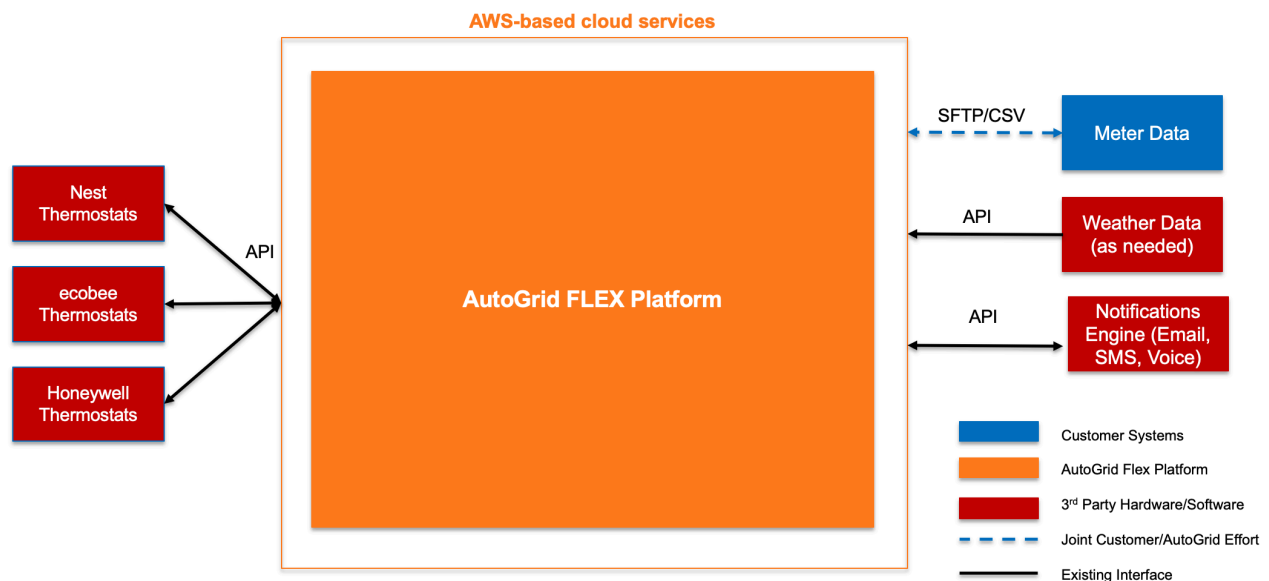 AWS-based cloud services
Nest
Thermostats
ecobee
Thermostats
Honeywell
Thermostats
API
AutoGrid FLEX Platform
SFTP/CSV
Meter Data
API
Weather Data
(as needed)
API
Notifications
Engine (Email,
SMS, Voice)
Customer Systems
AutoGrid Flex Platform
3rd Party Hardware/Software
Joint Customer/AutoGrid Effort
Existing Interface